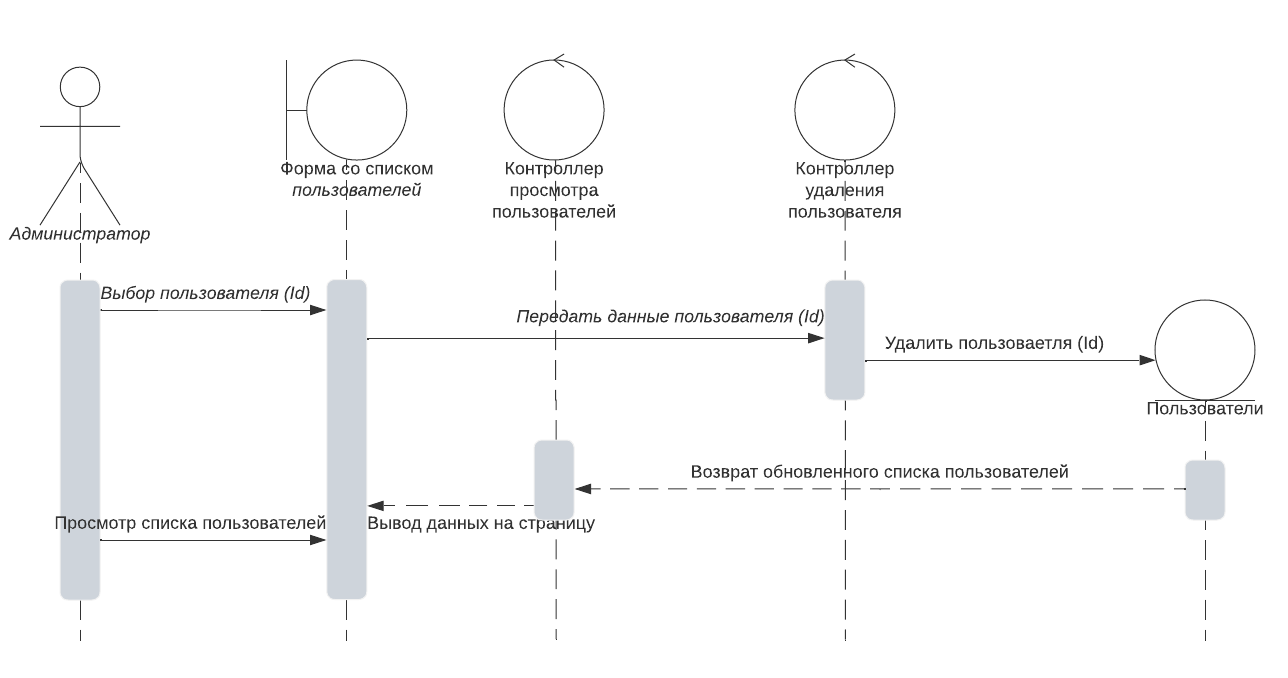 Форма со списком
пользователей
Контроллер
просмотра
пользователей
Контроллер
удаления
пользователя
Администратор
Выбор пользователя (Id)
Передать данные пользователя (Id)
Удалить пользоваетля (Id)
Пользователи
Возврат обновленного списка пользователей
Просмотр списка пользователей
Вывод данных на страницу